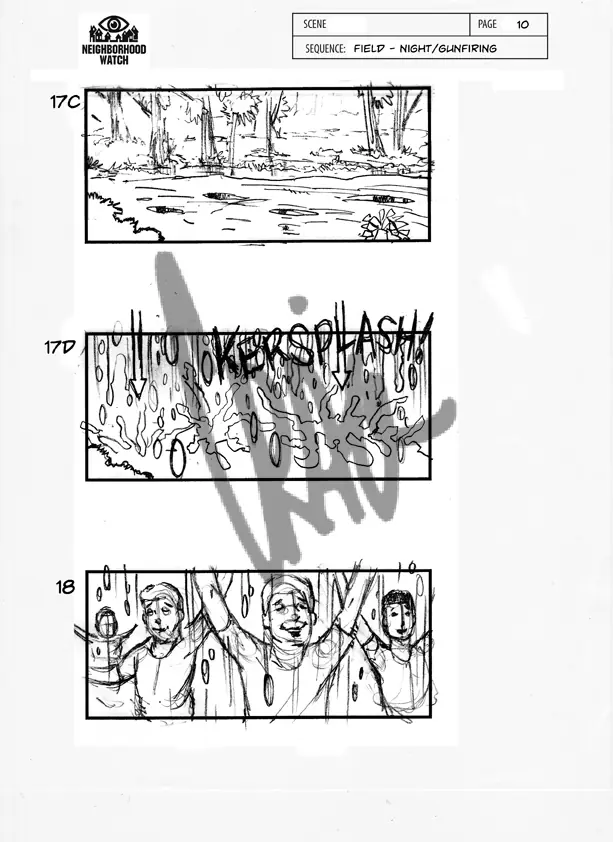 NEIGHBORHOOD
WATCH
SCENE
PAGE 10
SEQUENCE: FIELD - NIGHT/GUNFIRING
17C
17D
KERSPLASH!
18